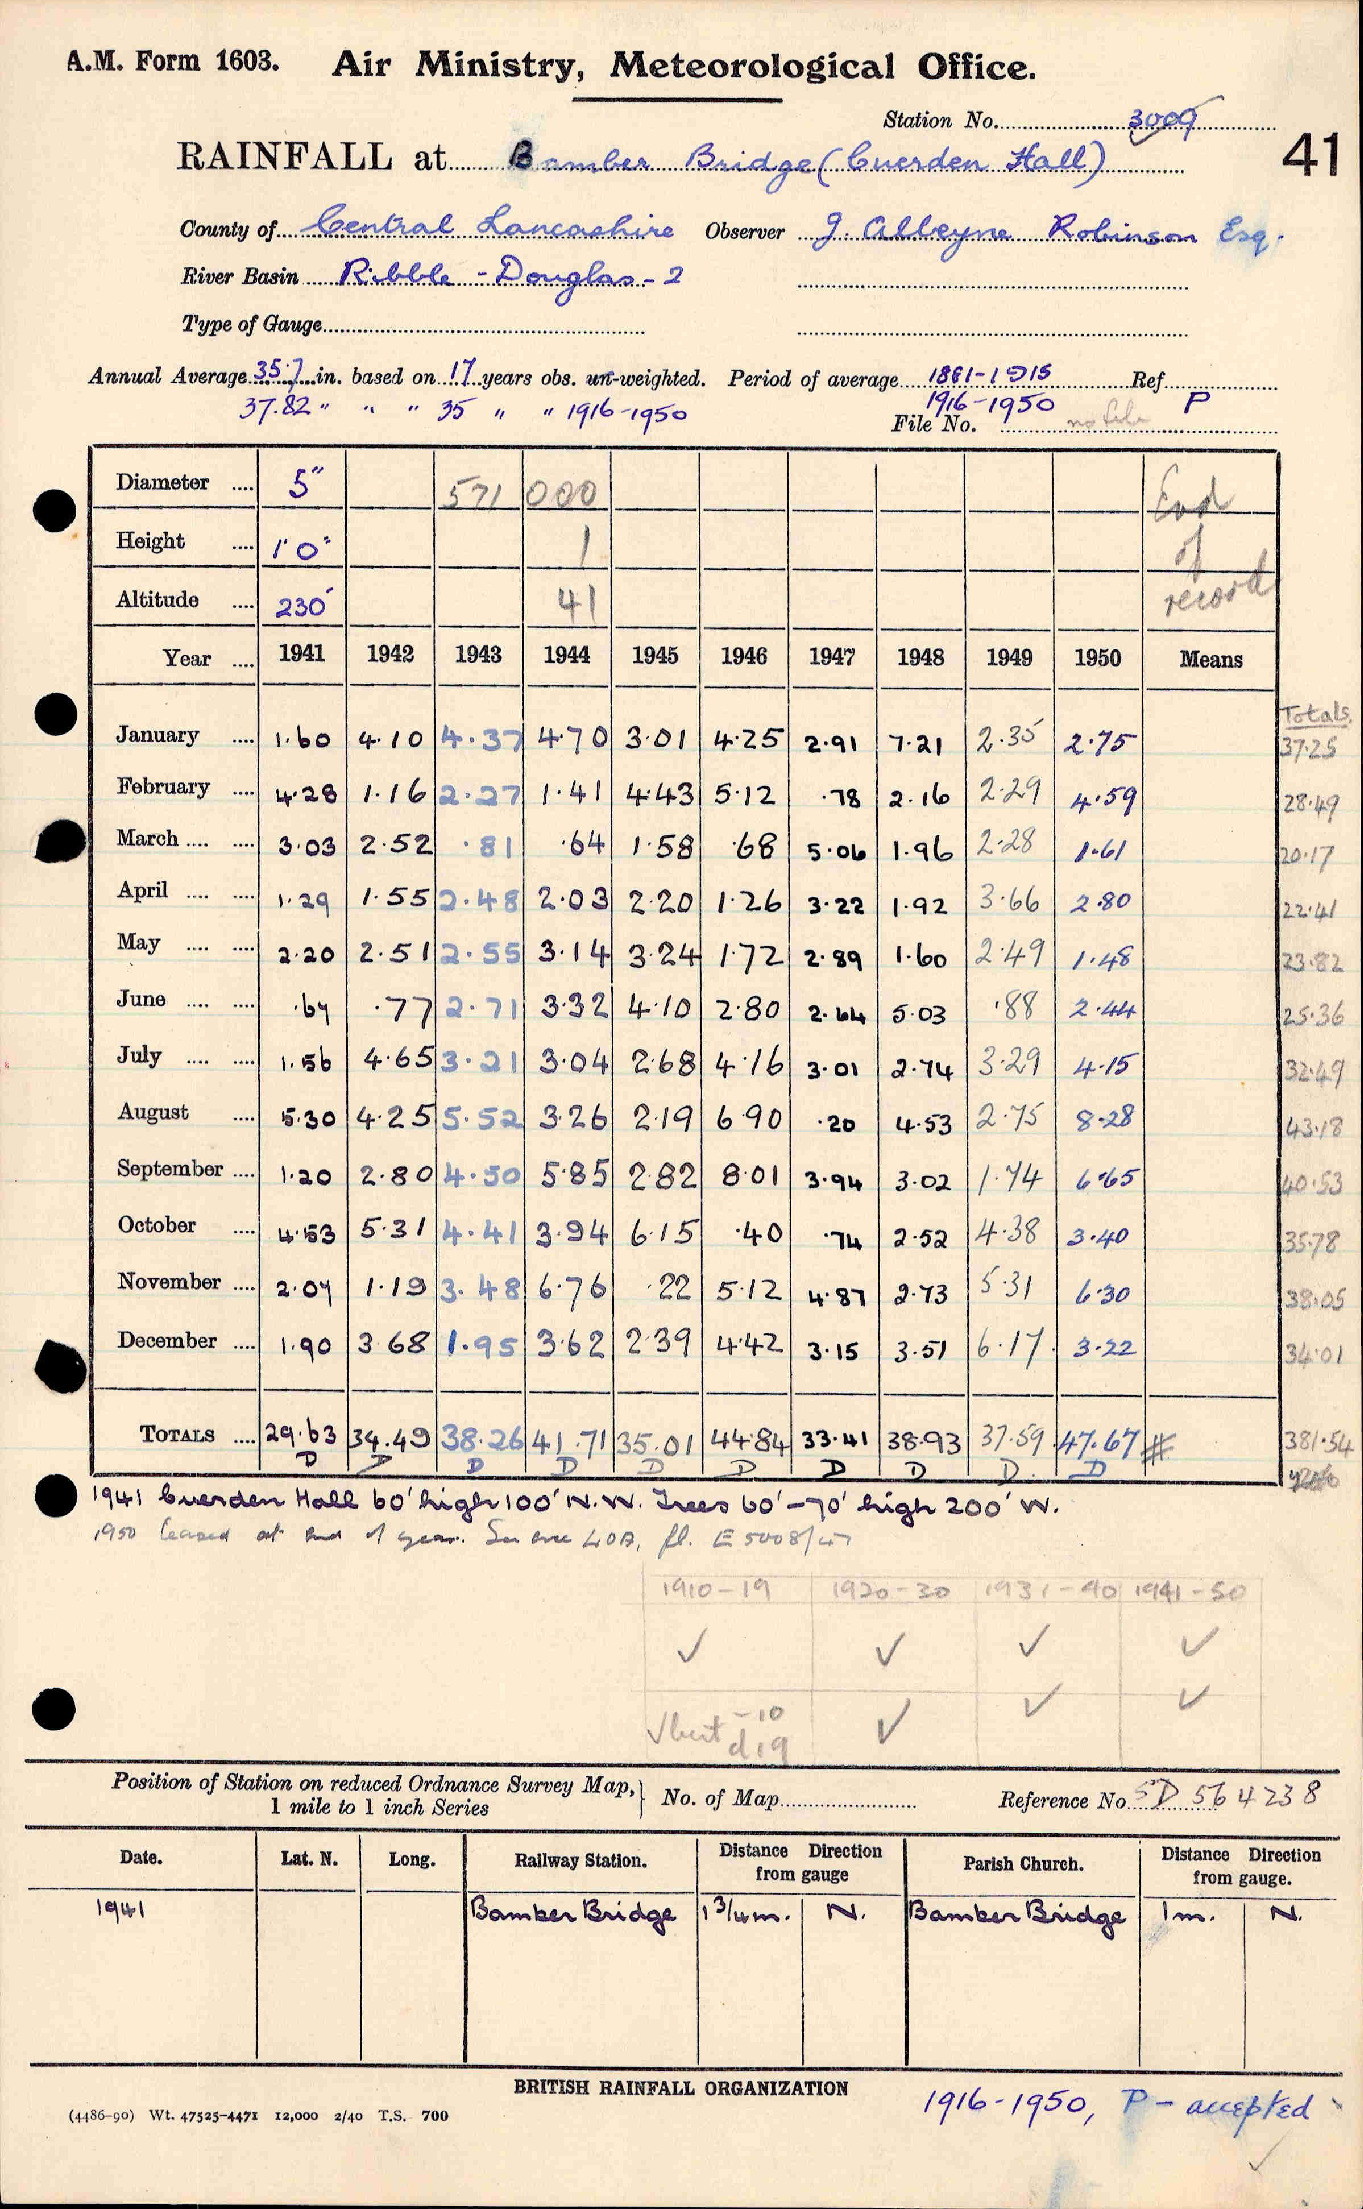 A.M. Form 1603. Air Ministry, Meteorological Office.
Station No. 3009
41
RAINFALL at Bamber Bridge (Cuerden Hall)
County of Central Lancashire Observer J. Alleyne Robinson Esq.
River Basin Ribble - Douglas - 2
Type of Gauge
Annual Average 35.7 in. based on 17 years obs. un-weighted. Period of average 1881-1915 Ref.
37.82 " " " 35 " " 1916-1950 1916-1950 P
File No. no file
Diameter .... 5" 571 000 End
Height .... 1' 0" 1 of
Altitude .... 230' 41 record
Year .... 1941 1942 1943 1944 1945 1946 1947 1948 1949 1950 Means
Totals.
January .... 1.60 4.10 4.37 4.70 3.01 4.25 2.91 7.21 2.35 2.75 37.25
February .... 4.28 1.16 2.27 1.41 4.43 5.12 .78 2.16 2.29 4.59 28.49
March .... .... 3.03 2.52 .81 .64 1.58 .68 5.06 1.96 2.28 1.61 20.17
April .... .... 1.29 1.55 2.48 2.03 2.20 1.26 3.22 1.92 3.66 2.80 22.41
May .... .... 2.20 2.51 2.55 3.14 3.24 1.72 2.89 1.60 2.49 1.48 23.82
June .... .... .67 .77 2.71 3.32 4.10 2.80 2.64 5.03 .88 2.44 25.36
July .... .... 1.56 4.65 3.21 3.04 2.68 4.16 3.01 2.74 3.29 4.15 32.49
August .... 5.30 4.25 5.52 3.26 2.19 6.90 .20 4.53 2.75 8.28 43.18
September .... 1.20 2.80 4.50 5.85 2.82 8.01 3.94 3.02 1.74 6.65 40.53
October .... 4.53 5.31 4.41 3.94 6.15 .40 .74 2.52 4.38 3.40 35.78
November .... 2.07 1.19 3.48 6.76 .22 5.12 4.87 2.73 5.31 6.30 38.05
December .... 1.90 3.68 1.95 3.62 2.39 4.42 3.15 3.51 6.17 3.22 34.01
TOTALS .... 29.63 34.49 38.26 41.71 35.01 44.84 33.41 38.93 37.59 47.67 # 381.54
D D D D D D D D D D
1941 Cuerden Hall 60' high 100' N.W. Trees 60' - 70' high 200' W.
1950 Ceased at end of year. E 5008/47
1910-19 1920-30 1931-40 1941-50
✓ ✓ ✓ ✓
✓ but -10 ✓ ✓ ✓
d 19
Position of Station on reduced Ordnance Survey Map, } No. of Map Reference No. SD 564238
1 mile to 1 inch Series
Date. Lat. N. Long. Railway Station. Distance Direction from gauge Parish Church. Distance Direction from gauge.
1941 Bamber Bridge 1 3/4 m. N. Bamber Bridge 1 m. N.
BRITISH RAINFALL ORGANIZATION
(4486-90) Wt. 47525-4471 12,000 2/40 T.S. 700
1916-1950, P - accepted
✓